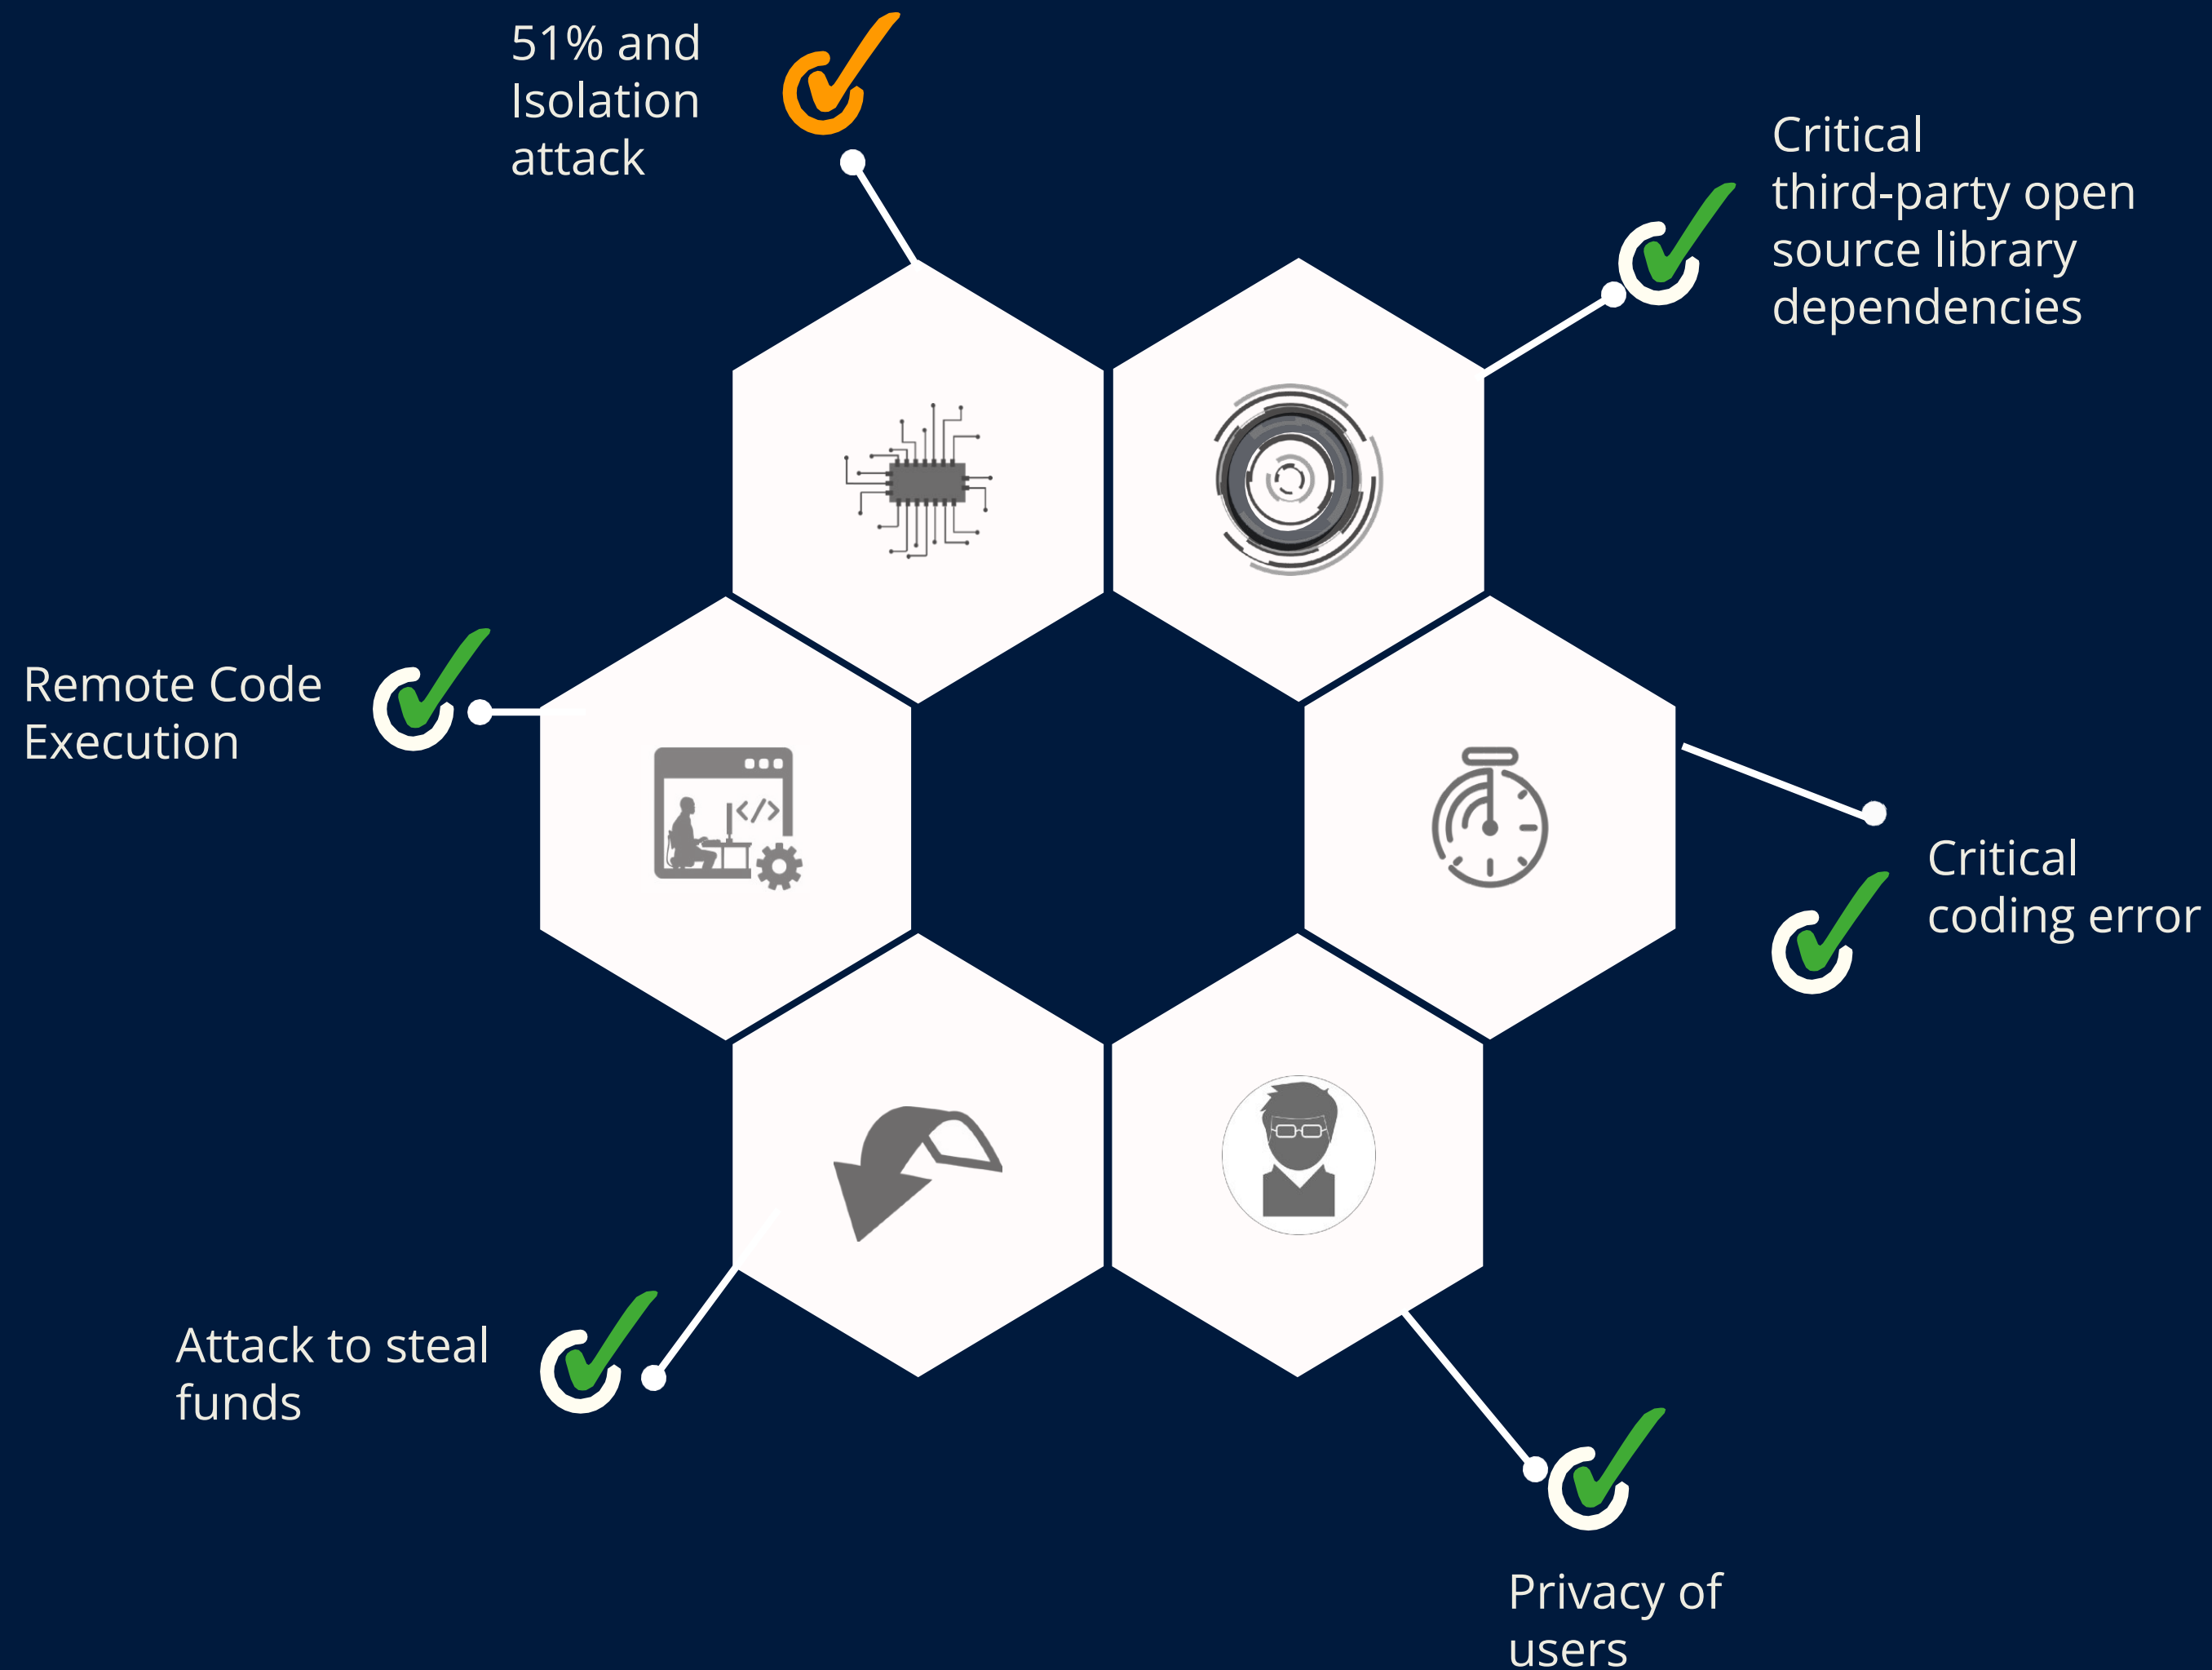 51% and
Isolation
attack
Critical
third-party open
source library
dependencies
Remote Code
Execution
Critical
coding error
Attack to steal
funds
Privacy of
users